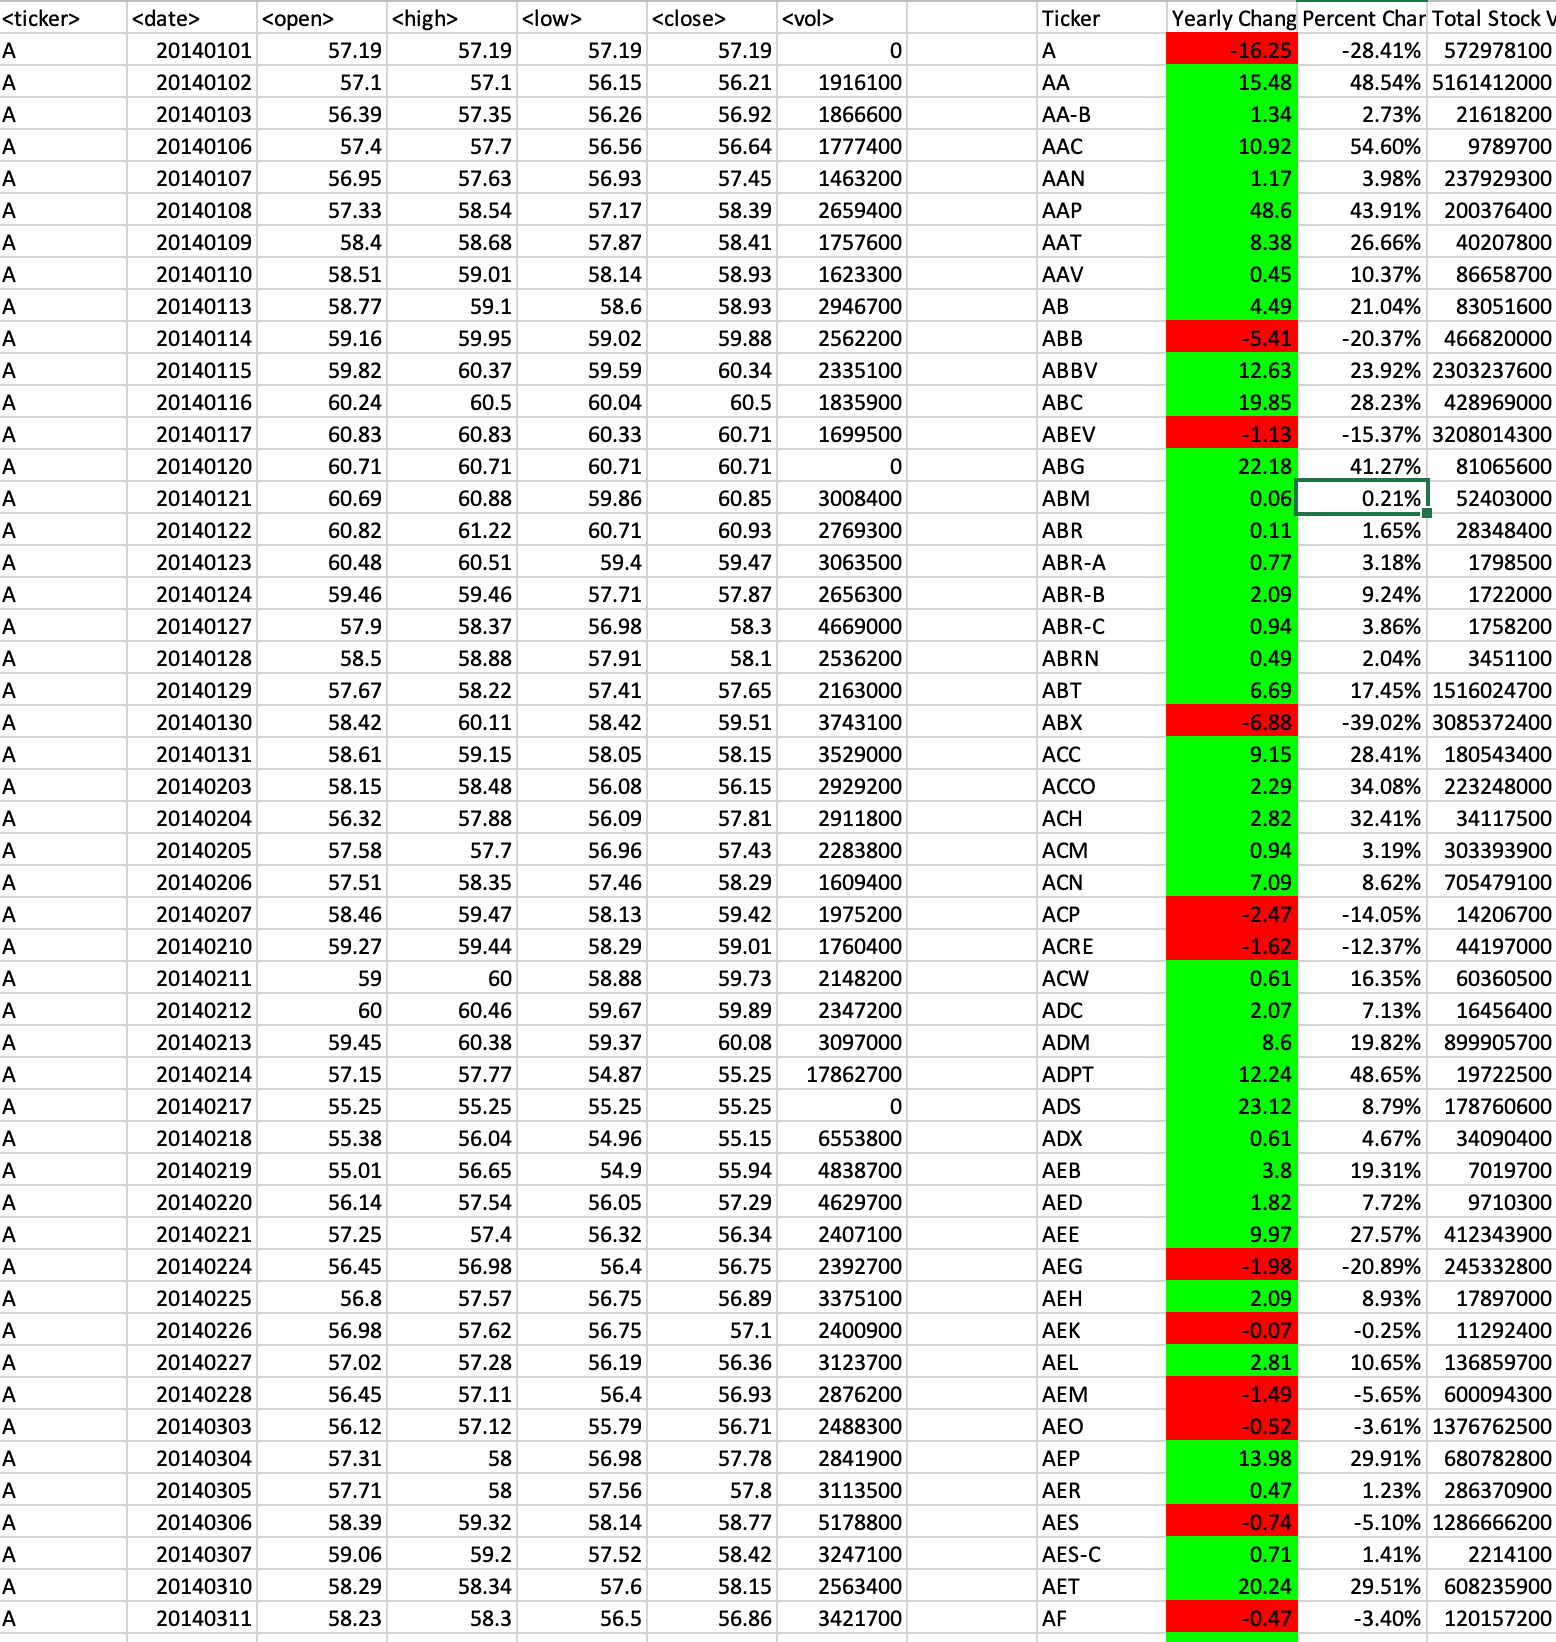 <ticker> <date> <open> <high> <low> <close> <vol> Ticker Yearly Chang Percent Char Total Stock V
A 20140101 57.19 57.19 57.19 57.19 0 A -16.25 -28.41% 572978100
A 20140102 57.1 57.1 56.15 56.21 1916100 AA 15.48 48.54% 5161412000
A 20140103 56.39 57.35 56.26 56.92 1866600 AA-B 1.34 2.73% 21618200
A 20140106 57.4 57.7 56.56 56.64 1777400 AAC 10.92 54.60% 9789700
A 20140107 56.95 57.63 56.93 57.45 1463200 AAN 1.17 3.98% 237929300
A 20140108 57.33 58.54 57.17 58.39 2659400 AAP 48.6 43.91% 200376400
A 20140109 58.4 58.68 57.87 58.41 1757600 AAT 8.38 26.66% 40207800
A 20140110 58.51 59.01 58.14 58.93 1623300 AAV 0.45 10.37% 86658700
A 20140113 58.77 59.1 58.6 58.93 2946700 AB 4.49 21.04% 83051600
A 20140114 59.16 59.95 59.02 59.88 2562200 ABB -5.41 -20.37% 466820000
A 20140115 59.82 60.37 59.59 60.34 2335100 ABBV 12.63 23.92% 2303237600
A 20140116 60.24 60.5 60.04 60.5 1835900 ABC 19.85 28.23% 428969000
A 20140117 60.83 60.83 60.33 60.71 1699500 ABEV -1.13 -15.37% 3208014300
A 20140120 60.71 60.71 60.71 60.71 0 ABG 22.18 41.27% 81065600
A 20140121 60.69 60.88 59.86 60.85 3008400 ABM 0.06 0.21% 52403000
A 20140122 60.82 61.22 60.71 60.93 2769300 ABR 0.11 1.65% 28348400
A 20140123 60.48 60.51 59.4 59.47 3063500 ABR-A 0.77 3.18% 1798500
A 20140124 59.46 59.46 57.71 57.87 2656300 ABR-B 2.09 9.24% 1722000
A 20140127 57.9 58.37 56.98 58.3 4669000 ABR-C 0.94 3.86% 1758200
A 20140128 58.5 58.88 57.91 58.1 2536200 ABRN 0.49 2.04% 3451100
A 20140129 57.67 58.22 57.41 57.65 2163000 ABT 6.69 17.45% 1516024700
A 20140130 58.42 60.11 58.42 59.51 3743100 ABX -6.88 -39.02% 3085372400
A 20140131 58.61 59.15 58.05 58.15 3529000 ACC 9.15 28.41% 180543400
A 20140203 58.15 58.48 56.08 56.15 2929200 ACCO 2.29 34.08% 223248000
A 20140204 56.32 57.88 56.09 57.81 2911800 ACH 2.82 32.41% 34117500
A 20140205 57.58 57.7 56.96 57.43 2283800 ACM 0.94 3.19% 303393900
A 20140206 57.51 58.35 57.46 58.29 1609400 ACN 7.09 8.62% 705479100
A 20140207 58.46 59.47 58.13 59.42 1975200 ACP -2.47 -14.05% 14206700
A 20140210 59.27 59.44 58.29 59.01 1760400 ACRE -1.62 -12.37% 44197000
A 20140211 59 60 58.88 59.73 2148200 ACW 0.61 16.35% 60360500
A 20140212 60 60.46 59.67 59.89 2347200 ADC 2.07 7.13% 16456400
A 20140213 59.45 60.38 59.37 60.08 3097000 ADM 8.6 19.82% 899905700
A 20140214 57.15 57.77 54.87 55.25 17862700 ADPT 12.24 48.65% 19722500
A 20140217 55.25 55.25 55.25 55.25 0 ADS 23.12 8.79% 178760600
A 20140218 55.38 56.04 54.96 55.15 6553800 ADX 0.61 4.67% 34090400
A 20140219 55.01 56.65 54.9 55.94 4838700 AEB 3.8 19.31% 7019700
A 20140220 56.14 57.54 56.05 57.29 4629700 AED 1.82 7.72% 9710300
A 20140221 57.25 57.4 56.32 56.34 2407100 AEE 9.97 27.57% 412343900
A 20140224 56.45 56.98 56.4 56.75 2392700 AEG -1.98 -20.89% 245332800
A 20140225 56.8 57.57 56.75 56.89 3375100 AEH 2.09 8.93% 17897000
A 20140226 56.98 57.62 56.75 57.1 2400900 AEK -0.07 -0.25% 11292400
A 20140227 57.02 57.28 56.19 56.36 3123700 AEL 2.81 10.65% 136859700
A 20140228 56.45 57.11 56.4 56.93 2876200 AEM -1.49 -5.65% 600094300
A 20140303 56.12 57.12 55.79 56.71 2488300 AEO -0.52 -3.61% 1376762500
A 20140304 57.31 58 56.98 57.78 2841900 AEP 13.98 29.91% 680782800
A 20140305 57.71 58 57.56 57.8 3113500 AER 0.47 1.23% 286370900
A 20140306 58.39 59.32 58.14 58.77 5178800 AES -0.74 -5.10% 1286666200
A 20140307 59.06 59.2 57.52 58.42 3247100 AES-C 0.71 1.41% 2214100
A 20140310 58.29 58.34 57.6 58.15 2563400 AET 20.24 29.51% 608235900
A 20140311 58.23 58.3 56.5 56.86 3421700 AF -0.47 -3.40% 120157200